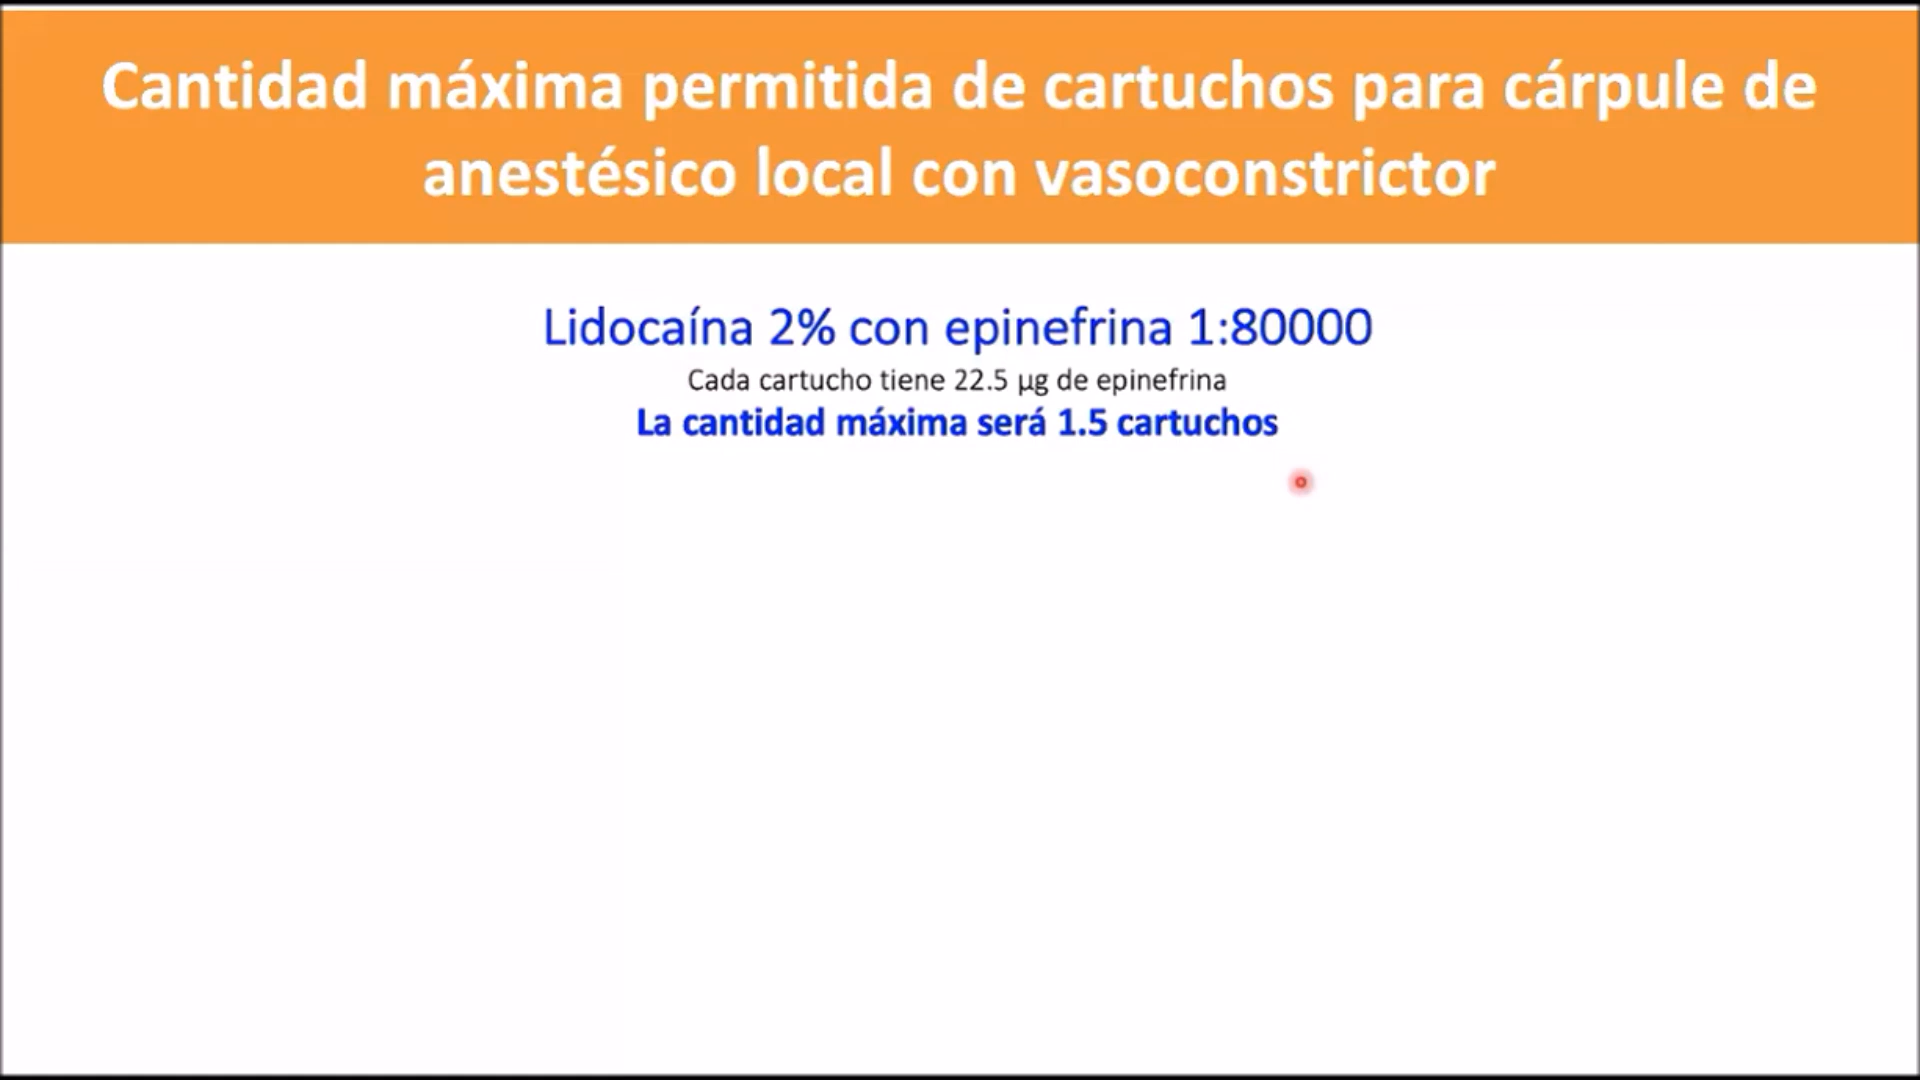 Cantidad máxima permitida de cartuchos para cárpule de
anestésico local con vasoconstrictor
Lidocaína 2% con epinefrina 1:80000
Cada cartucho tiene 22.5 µg de epinefrina
La cantidad máxima será 1.5 cartuchos